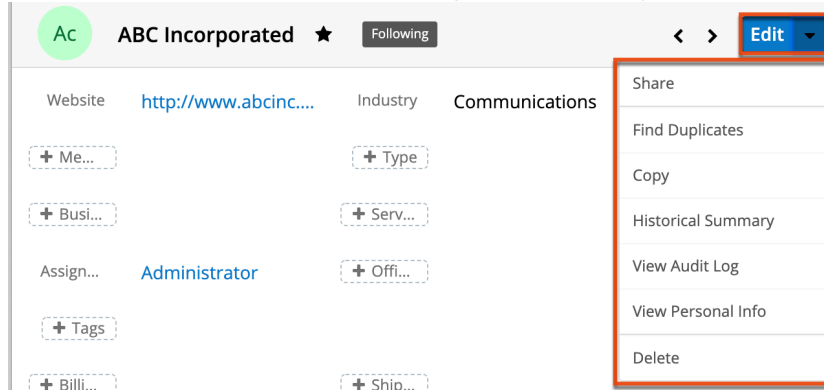 Ac ABC Incorporated ★ Following < > Edit
Share
Website http://www.abcinc.... Industry Communications
Find Duplicates
+ Me... + Type
Copy
+ Busi... + Serv...
Historical Summary
View Audit Log
Assign... Administrator + Offi...
View Personal Info
+ Tags
Delete
+ Billi... + Ship...